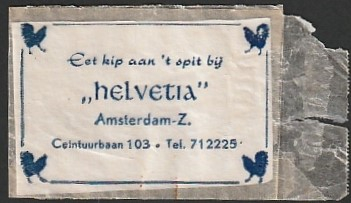 Eet kip aan 't spit bij
„helvetia”
Amsterdam-Z.
Ceintuurbaan 103 • Tel. 712225